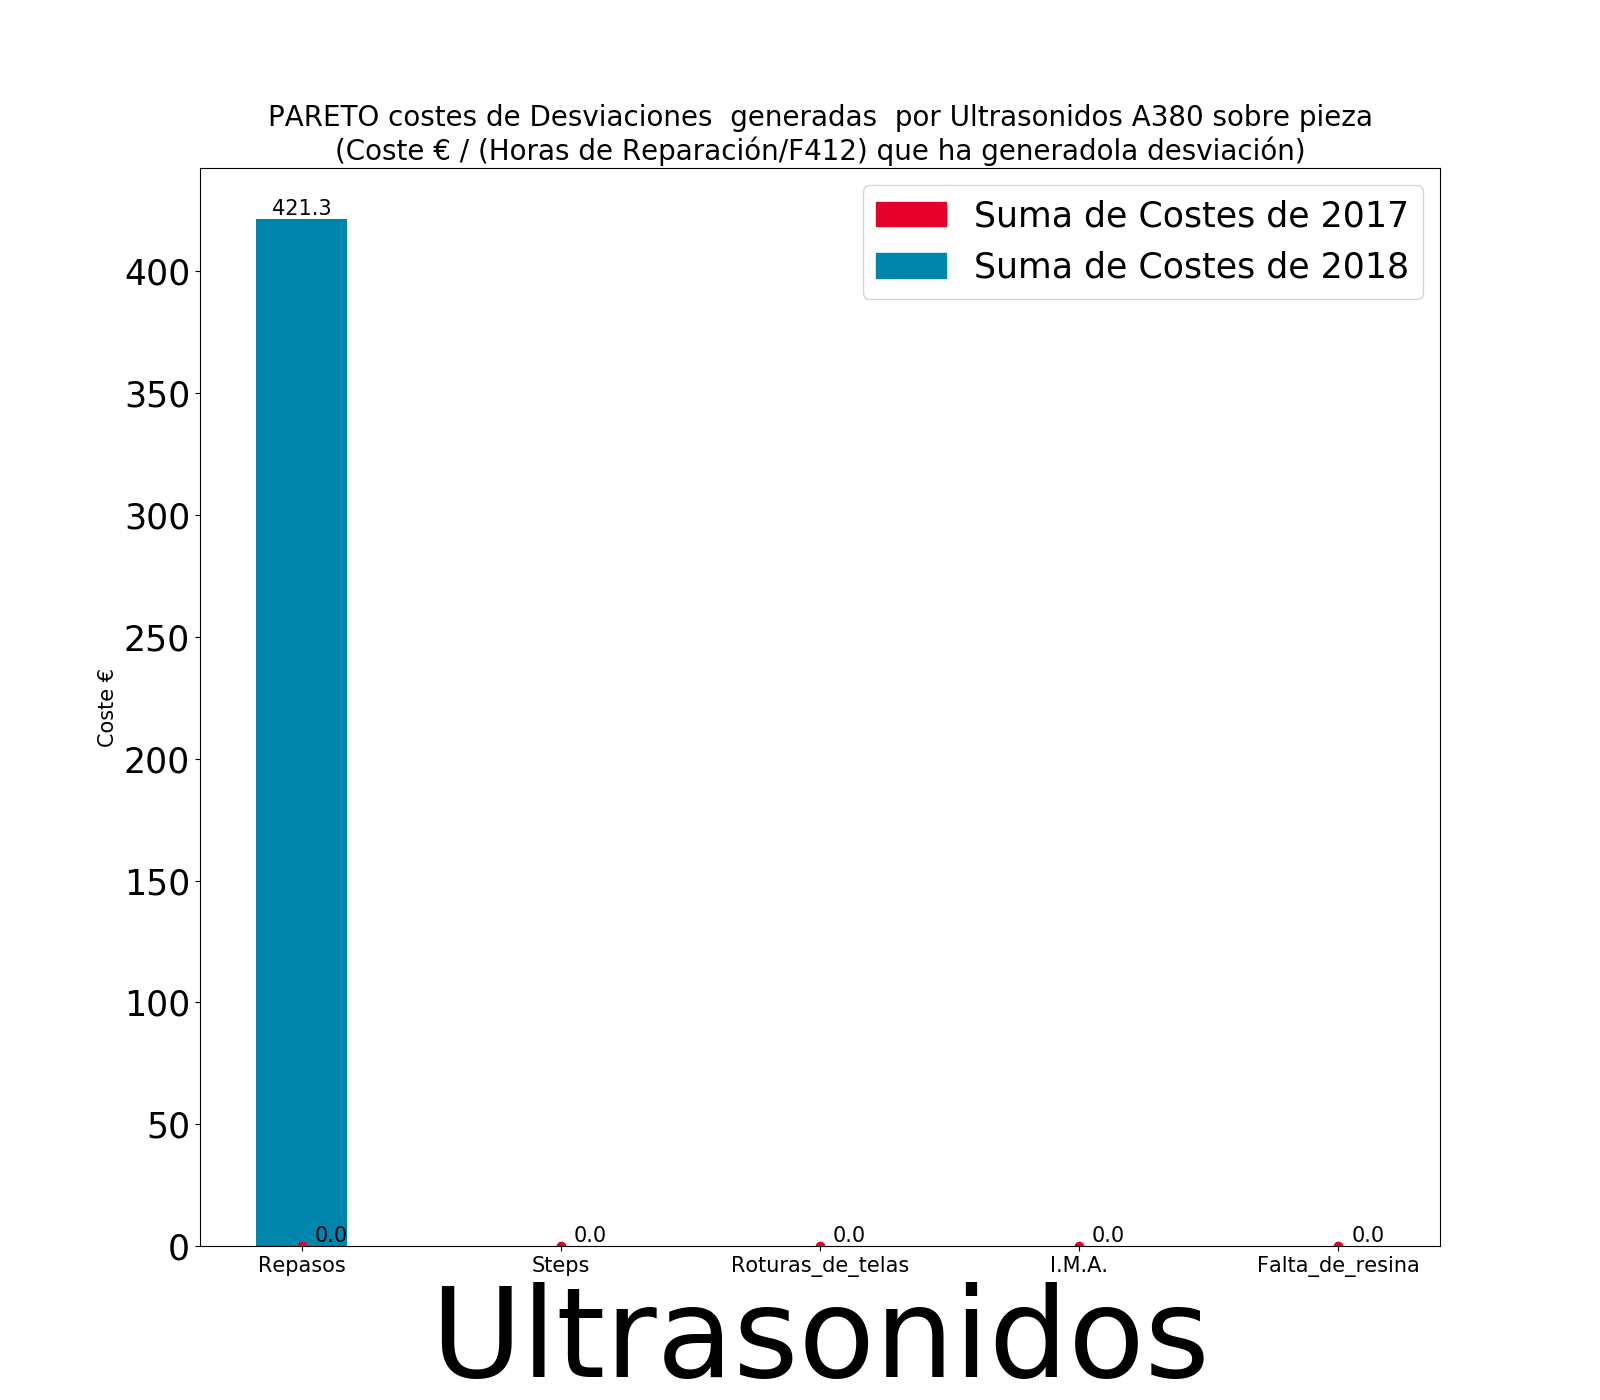 PARETO costes de Desviaciones  generadas  por Ultrasonidos A380 sobre pieza
(Coste € / (Horas de Reparación/F412) que ha generadola desviación)
421.3
Suma de Costes de 2017
Suma de Costes de 2018
400
350
300
250
200
150
100
50
0
Coste €
0.0
0.0
0.0
0.0
0.0
Repasos
Steps
Roturas_de_telas
I.M.A.
Falta_de_resina
Ultrasonidos